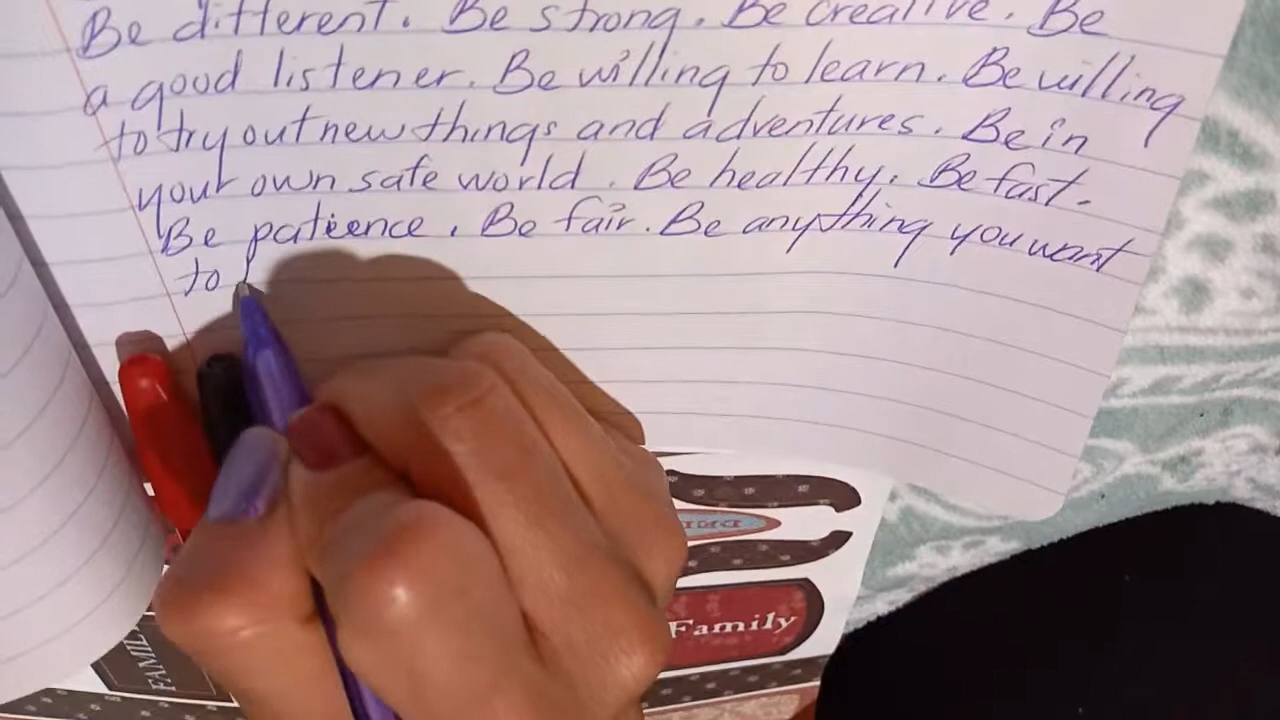 Be different. Be strong. Be creative. Be
a good listener. Be willing to learn. Be willing
to try out new things and adventures. Be in
your own safe world. Be healthy. Be fast.
Be patience. Be fair. Be anything you want
to
Family
FAMIL